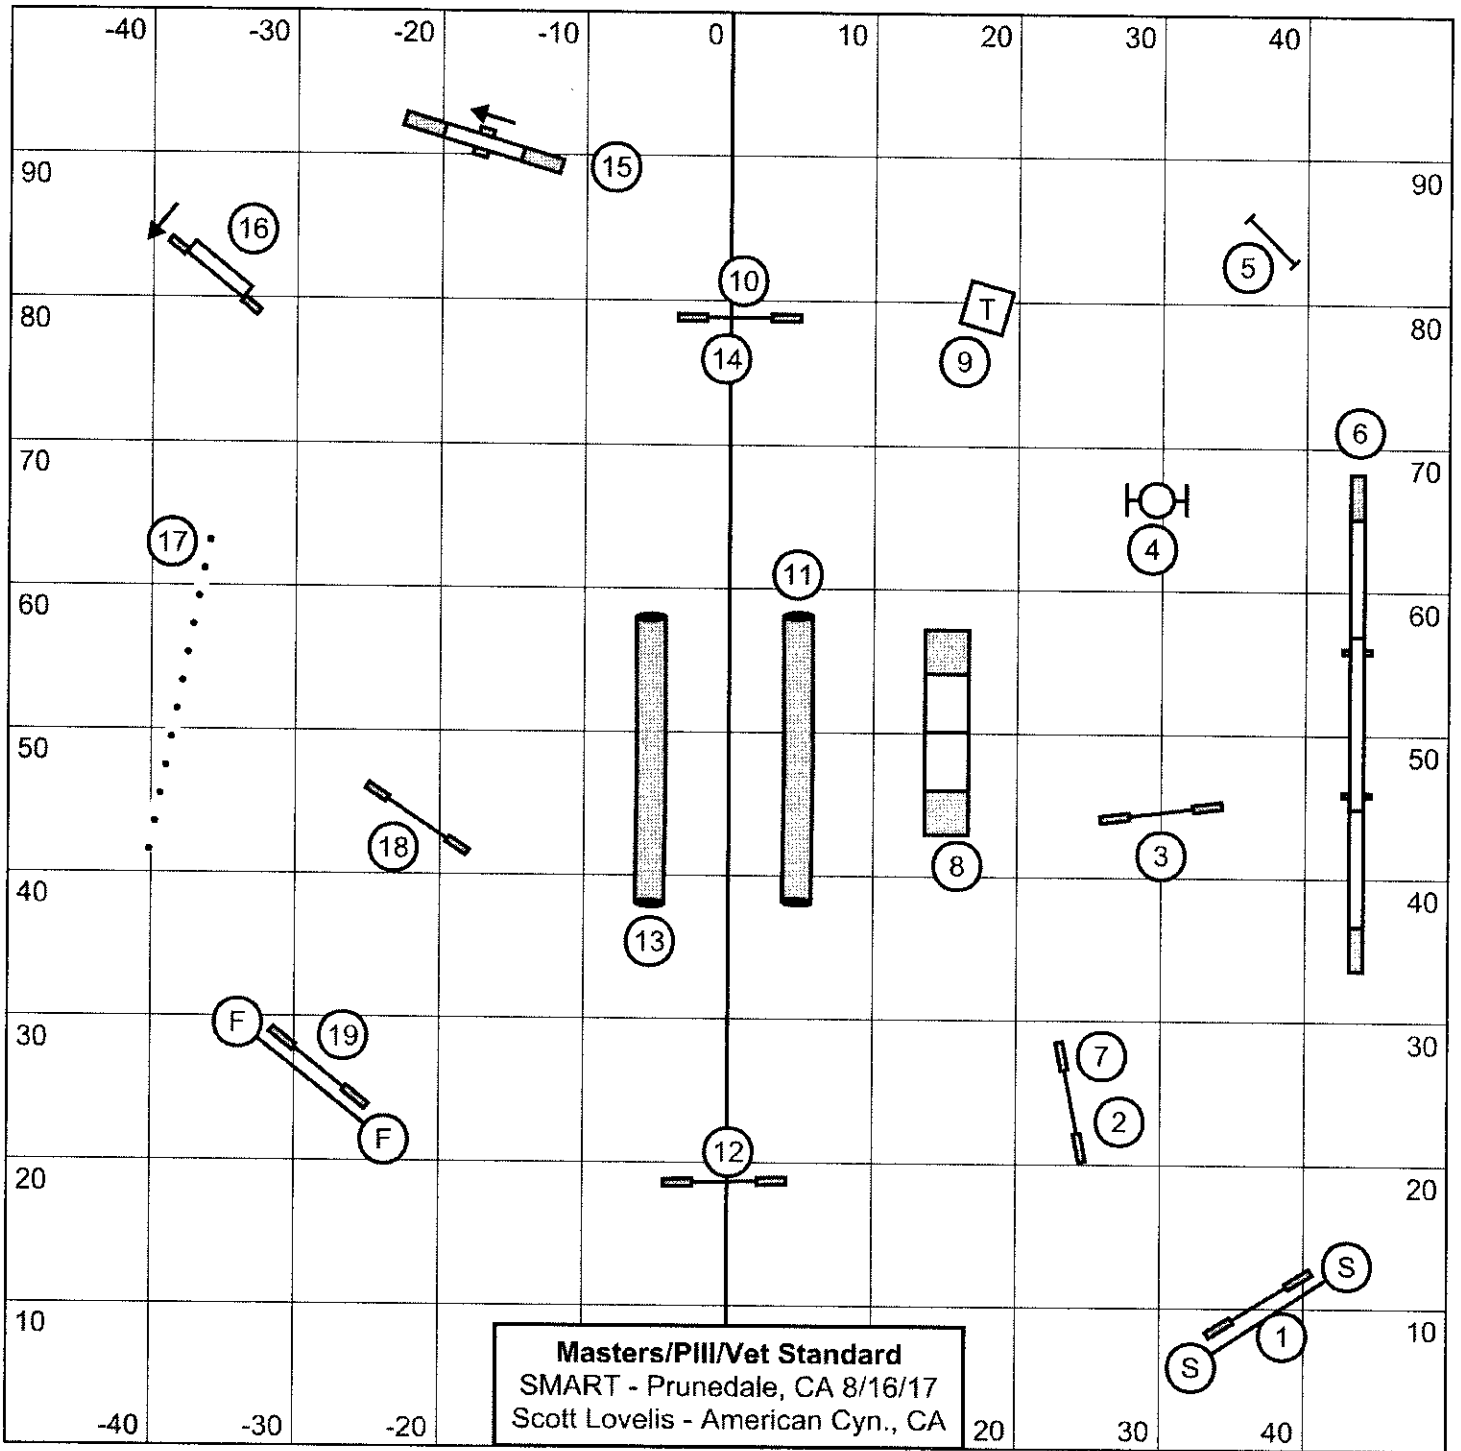 -40 -30 -20 -10 0 10 20 30 40
15
90 90
16
10
5
T
80 80
14
9
6
70 70
17
4
11
60 60
50 50
18
3
8
40 40
13
F
19
30 30
7
2
F
12
20 20
S
10 10
1
Masters/PIII/Vet Standard
S
SMART - Prunedale, CA 8/16/17
Scott Lovelis - American Cyn., CA
-40 -30 -20 20 30 40